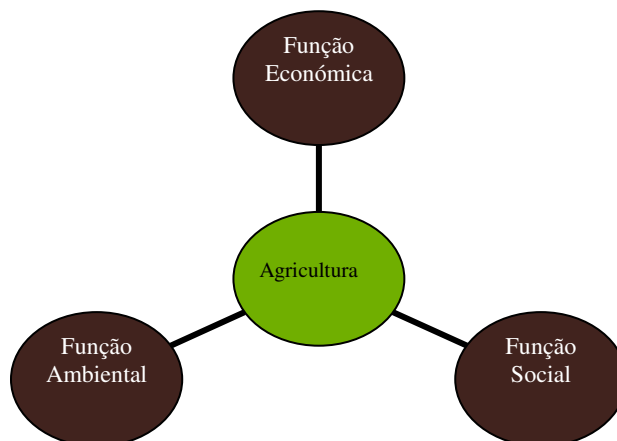 Função
Económica
Agricultura
Função
Ambiental
Função
Social